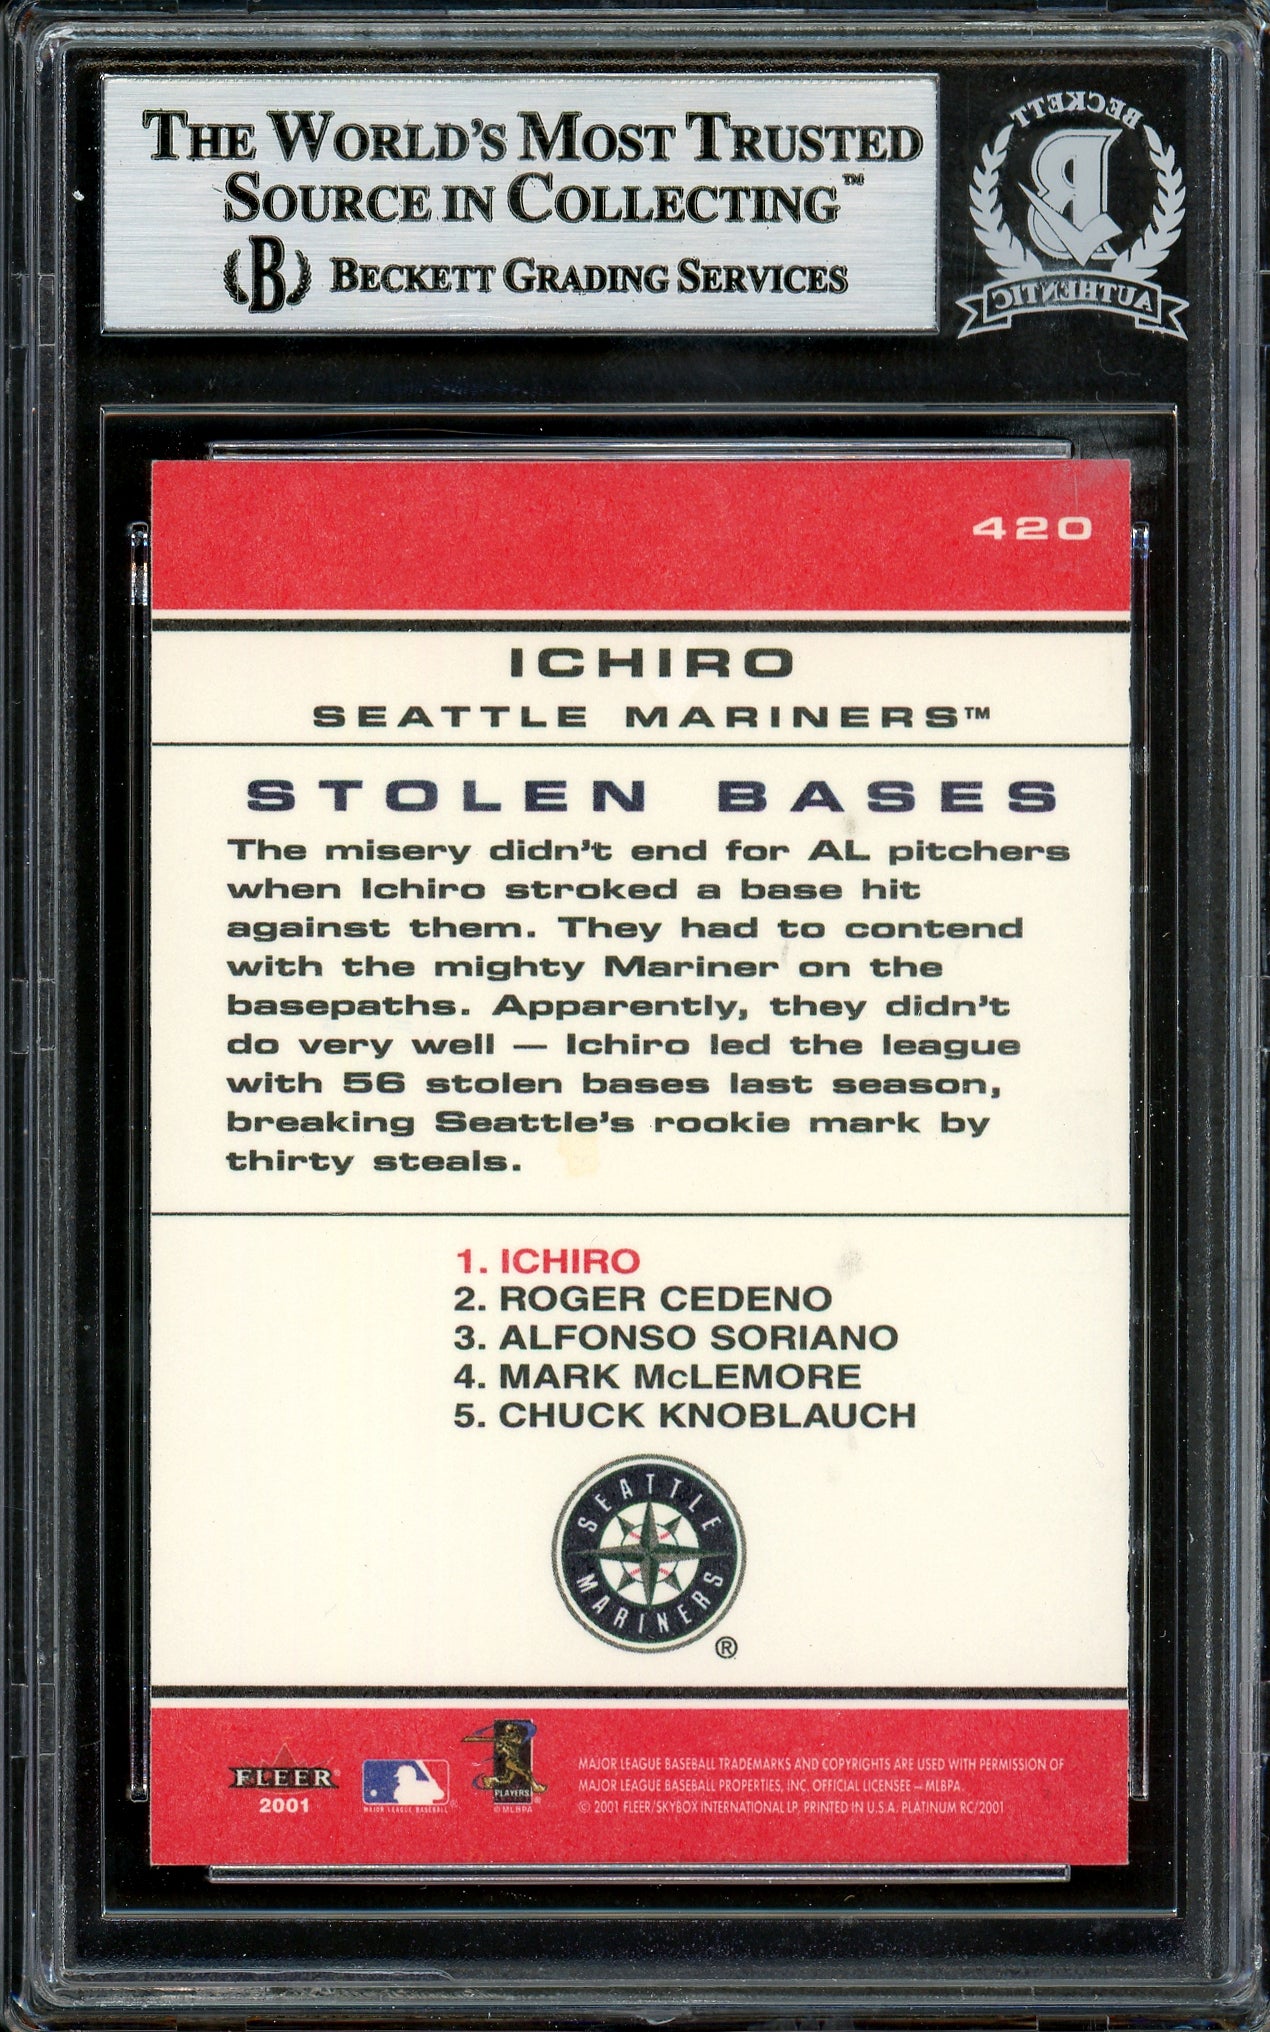 THE WORLD'S MOST TRUSTED
SOURCE IN COLLECTING™
B BECKETT GRADING SERVICES
BECKETT
B
AUTHENTIC
420
ICHIRO
SEATTLE MARINERS™
STOLEN BASES
The misery didn't end for AL pitchers
when Ichiro stroked a base hit
against them. They had to contend
with the mighty Mariner on the
basepaths. Apparently, they didn't
do very well — Ichiro led the league
with 56 stolen bases last season,
breaking Seattle's rookie mark by
thirty steals.
1. ICHIRO
2. ROGER CEDENO
3. ALFONSO SORIANO
4. MARK McLEMORE
5. CHUCK KNOBLAUCH
SEATTLE
MARINERS
®
FLEER®
2001
MAJOR LEAGUE BASEBALL®
PLAYERS
© MLBPA
MAJOR LEAGUE BASEBALL TRADEMARKS AND COPYRIGHTS ARE USED WITH PERMISSION OF
MAJOR LEAGUE BASEBALL PROPERTIES, INC. OFFICIAL LICENSEE – MLBPA.
© 2001 FLEER/SKYBOX INTERNATIONAL LP. PRINTED IN U.S.A. PLATINUM RC/2001